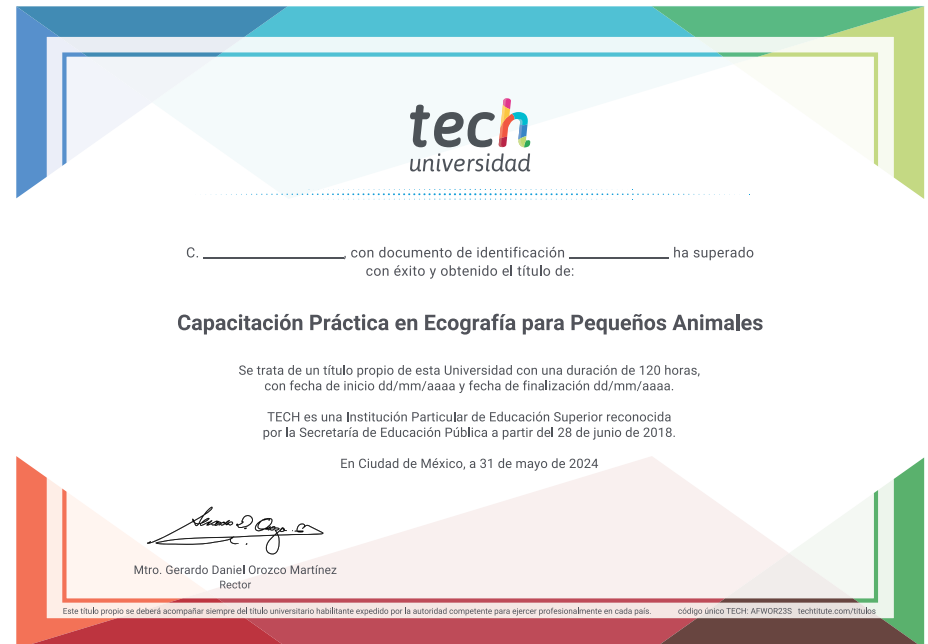 tech
universidad
C. ____________, con documento de identificación ____________ ha superado
con éxito y obtenido el título de:
Capacitación Práctica en Ecografía para Pequeños Animales
Se trata de un título propio de esta Universidad con una duración de 120 horas,
con fecha de inicio dd/mm/aaaa y fecha de finalización dd/mm/aaaa.
TECH es una Institución Particular de Educación Superior reconocida
por la Secretaría de Educación Pública a partir del 28 de junio de 2018.
En Ciudad de México, a 31 de mayo de 2024
Mtro. Gerardo Daniel Orozco Martínez
Rector
Este título propio se deberá acompañar siempre del título universitario habilitante expedido por la autoridad competente para ejercer profesionalmente en cada país. código único TECH: AFWOR23S techtitute.com/titulos